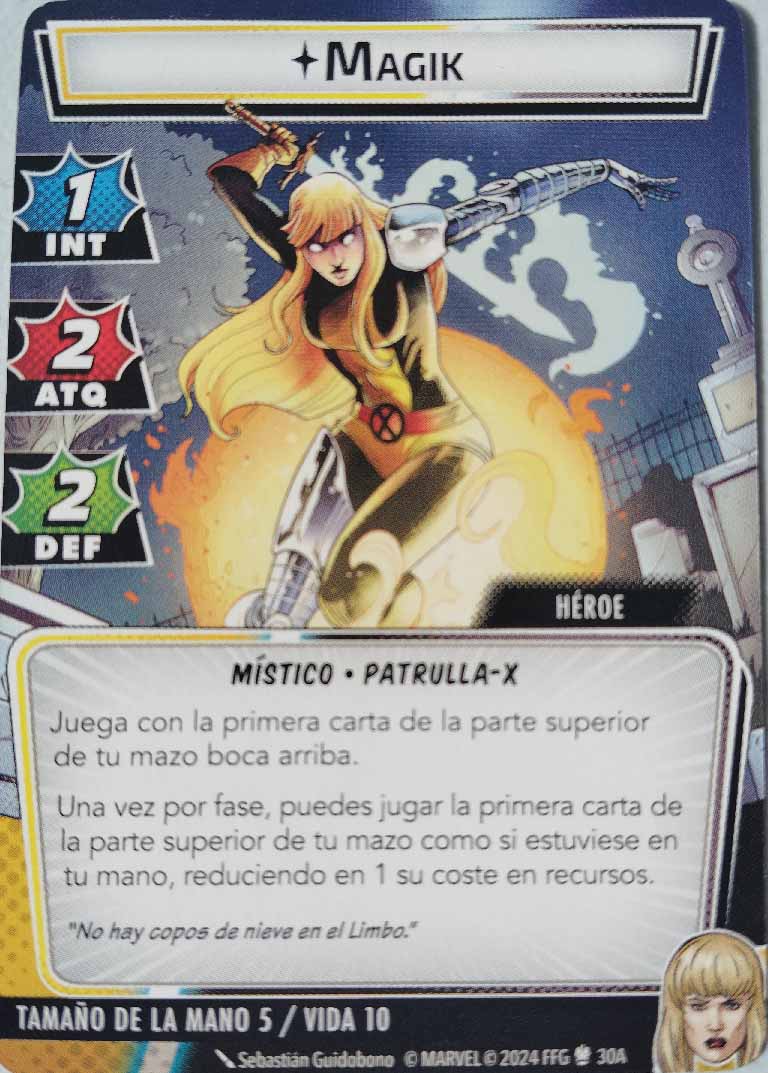 MAGIK
1
INT
2
ATQ
2
DEF
HÉROE
MÍSTICO • PATRULLA-X
Juega con la primera carta de la parte superior
de tu mazo boca arriba.
Una vez por fase, puedes jugar la primera carta de
la parte superior de tu mazo como si estuviese en
tu mano, reduciendo en 1 su coste en recursos.
"No hay copos de nieve en el Limbo."
TAMAÑO DE LA MANO 5 / VIDA 10
Sebastián Guidobono © MARVEL © 2024 FFG 30A